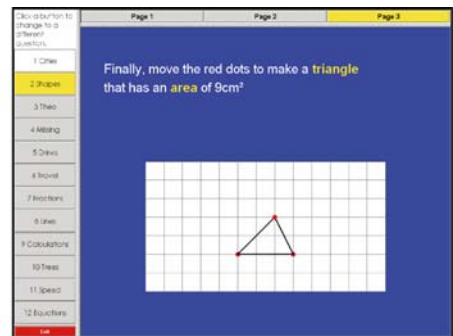 Click a button to
change to a
different
question.
Page 1
Page 2
Page 3
1 Cities
2 Shapes
3 Theo
4 Missing
5 Drinks
6 Travel
7 Fractions
8 Lines
9 Calculations
10 Trees
11 Speed
12 Equations
Exit
Finally, move the red dots to make a triangle
that has an area of 9cm²